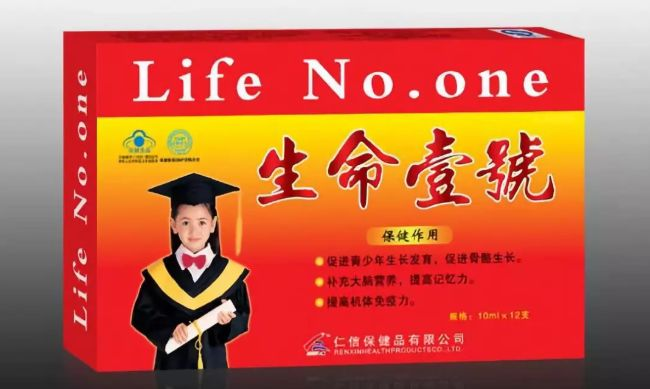 Life No.one
Life No.one
生命壹號
保健作用
促进青少年生长发育，促进骨骼生长。
补充大脑营养，提高记忆力。
提高机体免疫力。
规格：10ml×12支
仁信保健品有限公司
RENXINHEALTHPRODUCTSCO.,LTD.